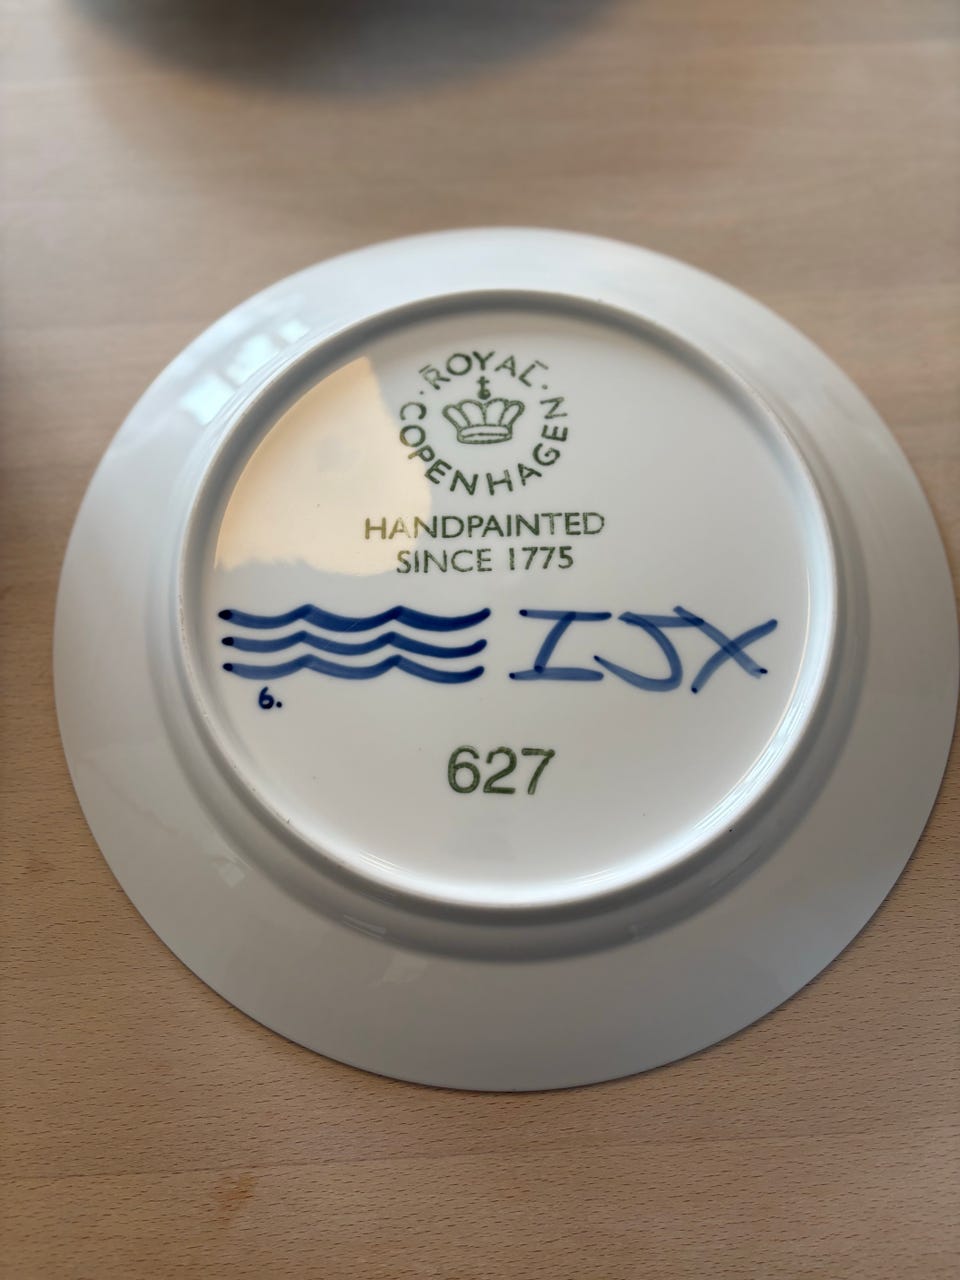 ROYAL
COPENHAGEN
HANDPAINTED
SINCE 1775
IJX
6.
627